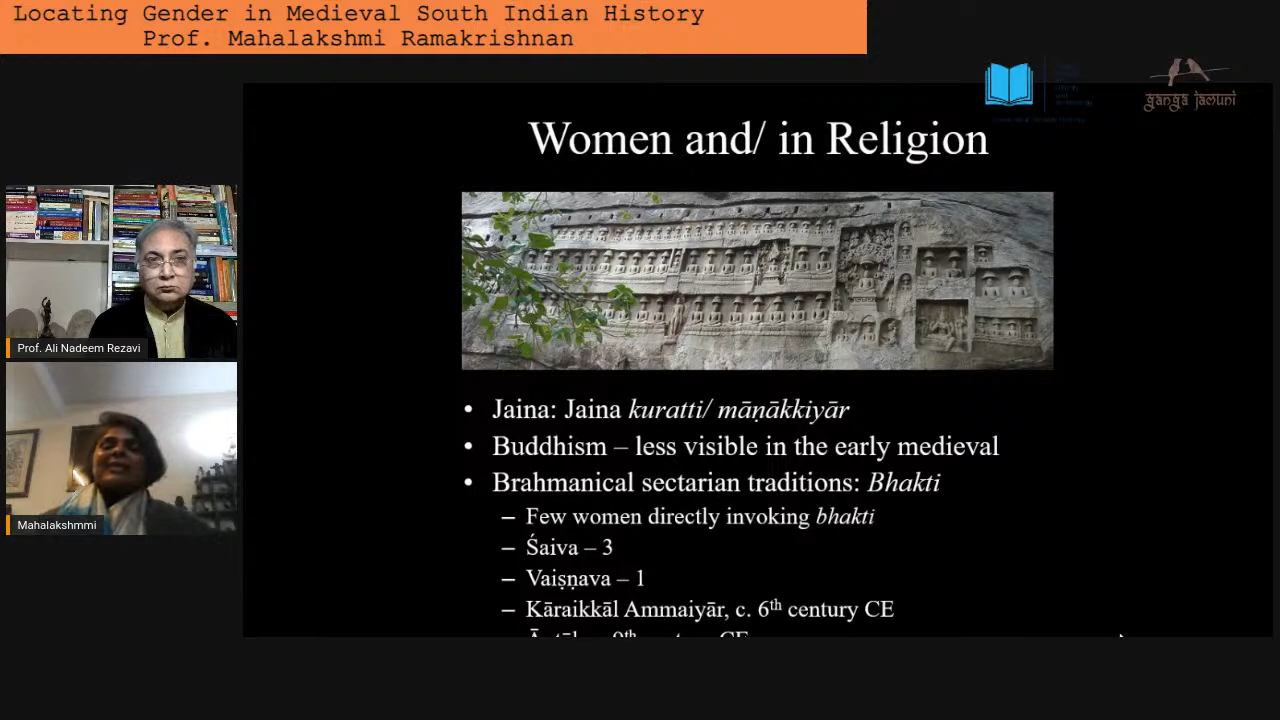 Locating Gender in Medieval South Indian History
Prof. Mahalakshmi Ramakrishnan
ganga jamuni
Women and/ in Religion
Prof. Ali Nadeem Rezavi
Mahalakshmmi
• Jaina: Jaina kuratti/ māṇākkiyār
• Buddhism – less visible in the early medieval
• Brahmanical sectarian traditions: Bhakti
– Few women directly invoking bhakti
– Śaiva – 3
– Vaiṣṇava – 1
– Kāraikkāl Ammaiyār, c. 6th century CE